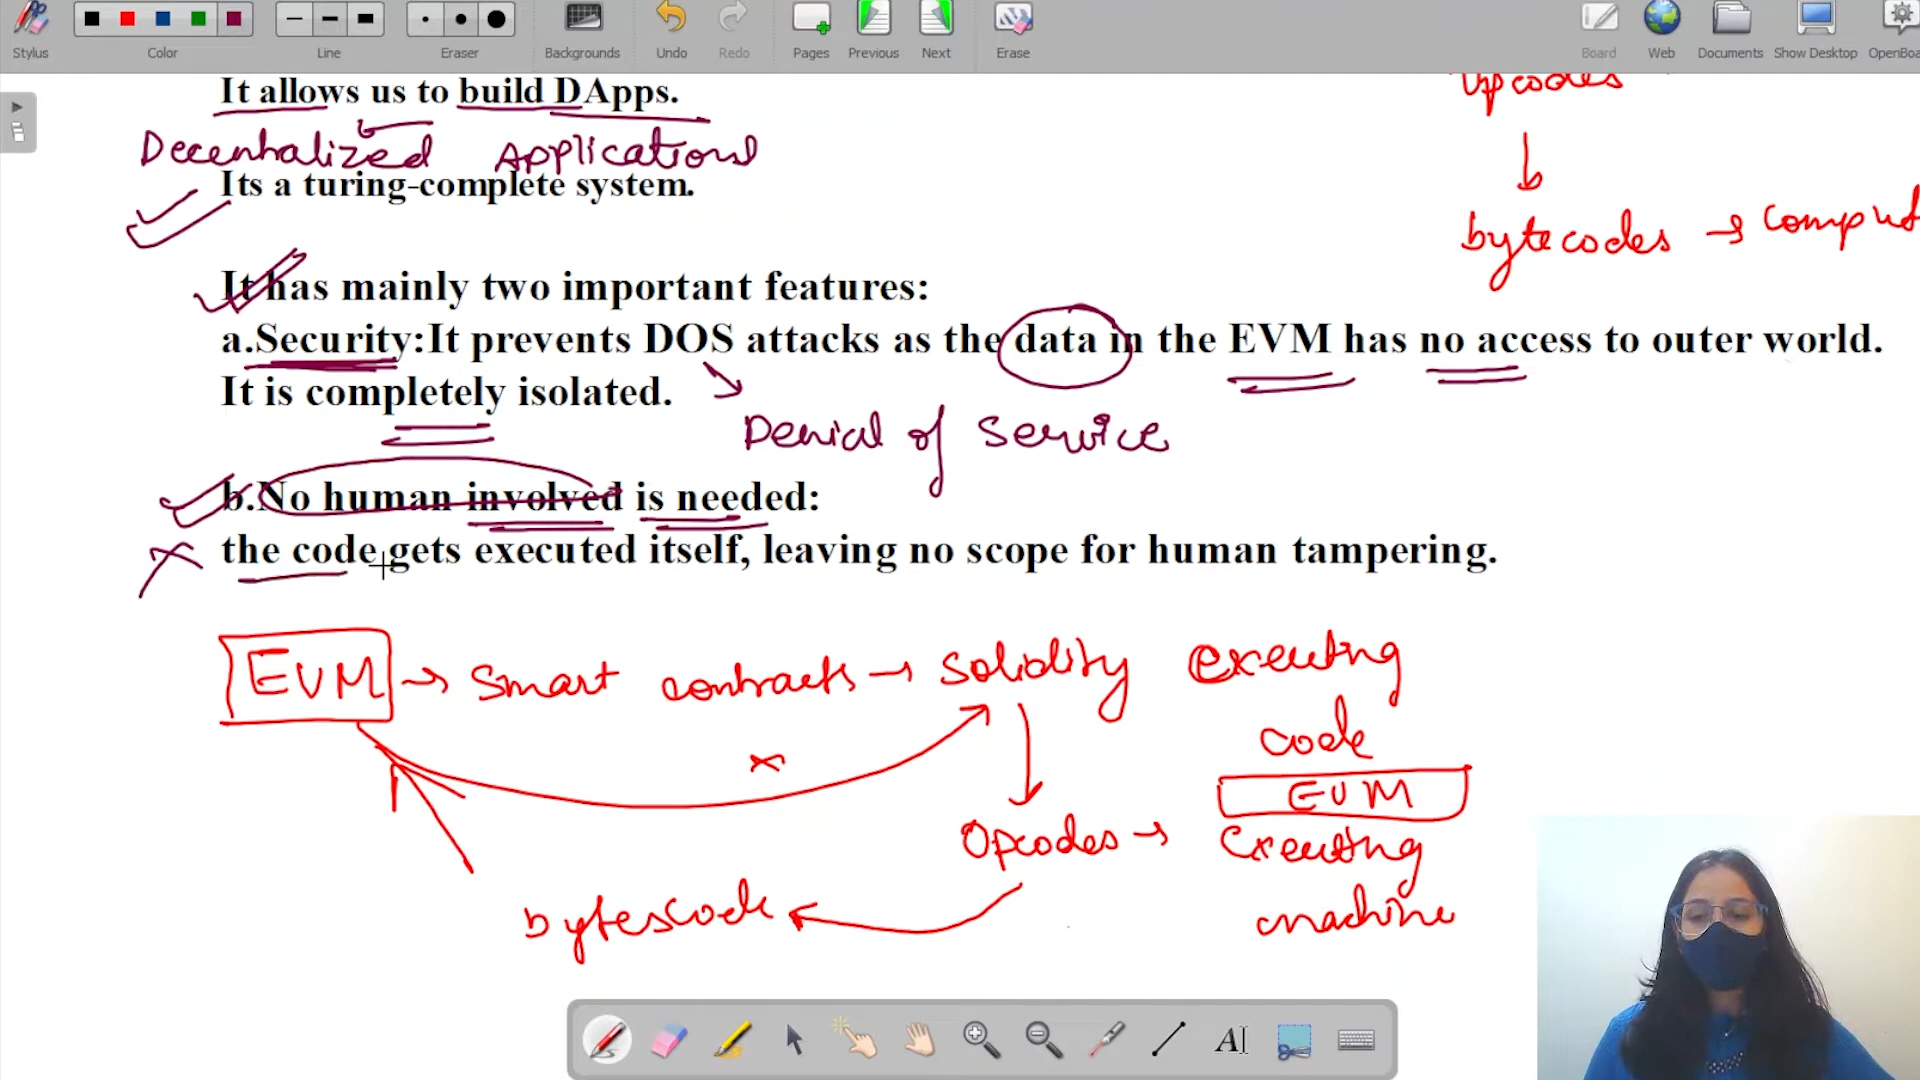 Stylus Color Line Eraser Backgrounds Undo Redo Pages Previous Next Erase Board Web Documents Show Desktop OpenBoa
It allows us to build DApps.
Opcodes
Decentralized Applications
Its a turing-complete system.
bytecodes → comput
It has mainly two important features:
a.Security:It prevents DOS attacks as the data in the EVM has no access to outer world.
It is completely isolated.
Denial of Service
b.No human involved is needed:
the code gets executed itself, leaving no scope for human tampering.
EVM → Smart contracts → Solidity executing
code
EVM
Opcodes → Executing
bytescode machine